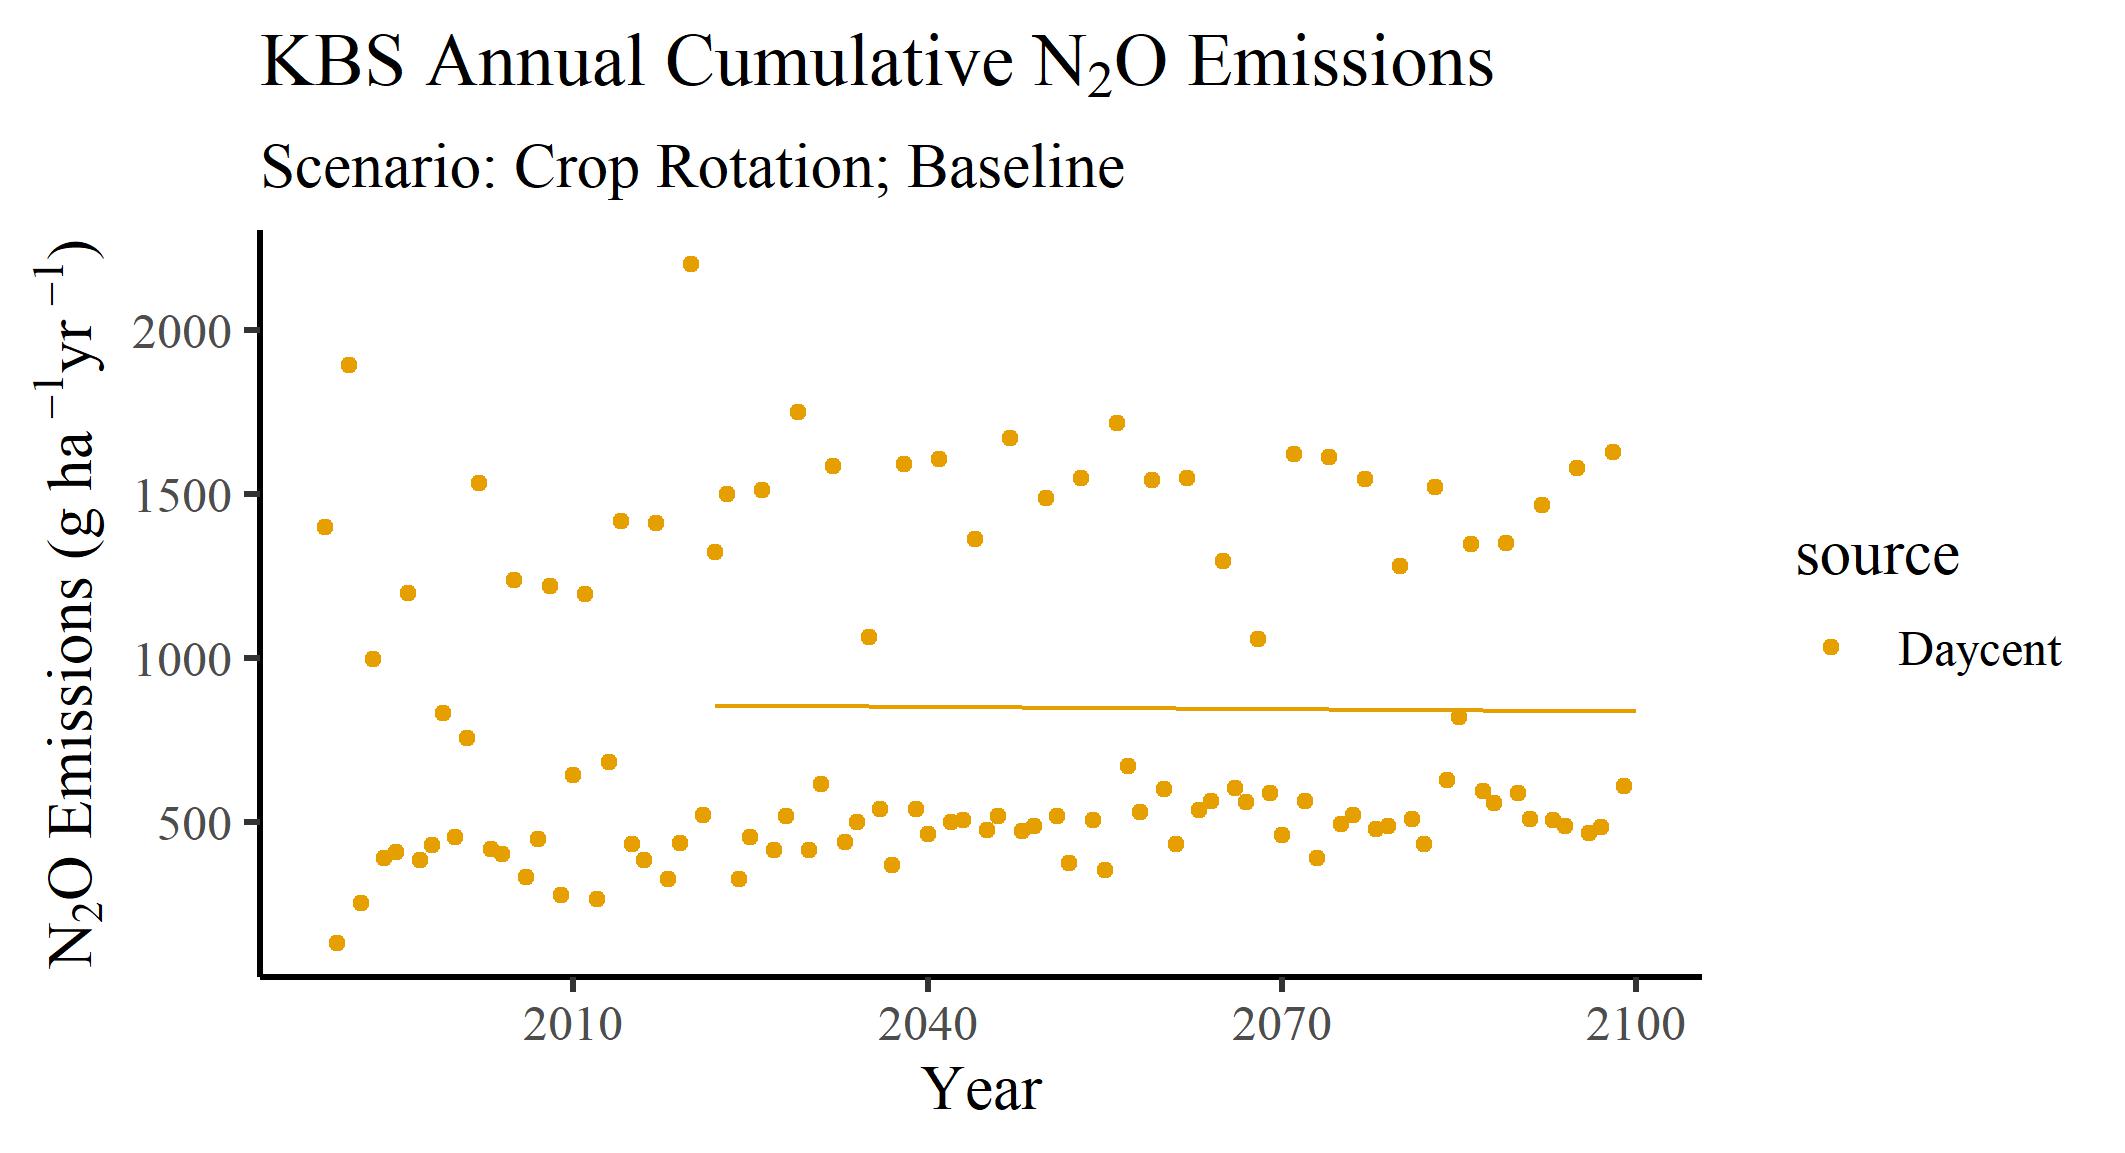 KBS Annual Cumulative N₂O Emissions
Scenario: Crop Rotation; Baseline
N₂O Emissions (g ha⁻¹yr⁻¹)
2000
1500
1000
500
2010 2040 2070 2100
Year
source
Daycent